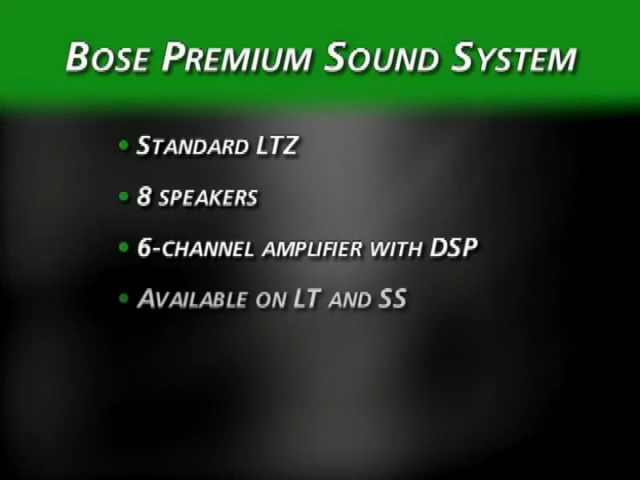 BOSE PREMIUM SOUND SYSTEM
• STANDARD LTZ
• 8 SPEAKERS
• 6-CHANNEL AMPLIFIER WITH DSP
• AVAILABLE ON LT AND SS